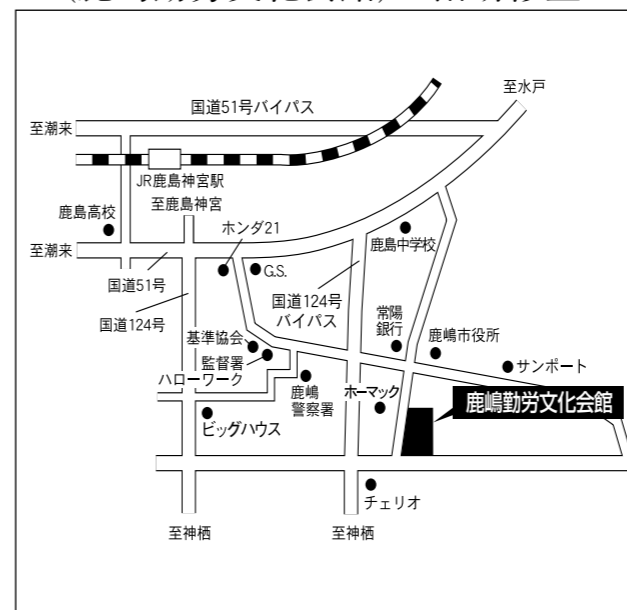 至水戸
国道51号バイパス
至潮来
JR鹿島神宮駅
至鹿島神宮
鹿島高校
ホンダ21
鹿島中学校
至潮来
G.S.
国道51号
国道124号
バイパス
国道124号
常陽
銀行
基準協会
鹿嶋市役所
監督署
サンポート
ハローワーク
鹿嶋
警察署
ホーマック
鹿嶋勤労文化会館
ビッグハウス
チェリオ
至神栖
至神栖